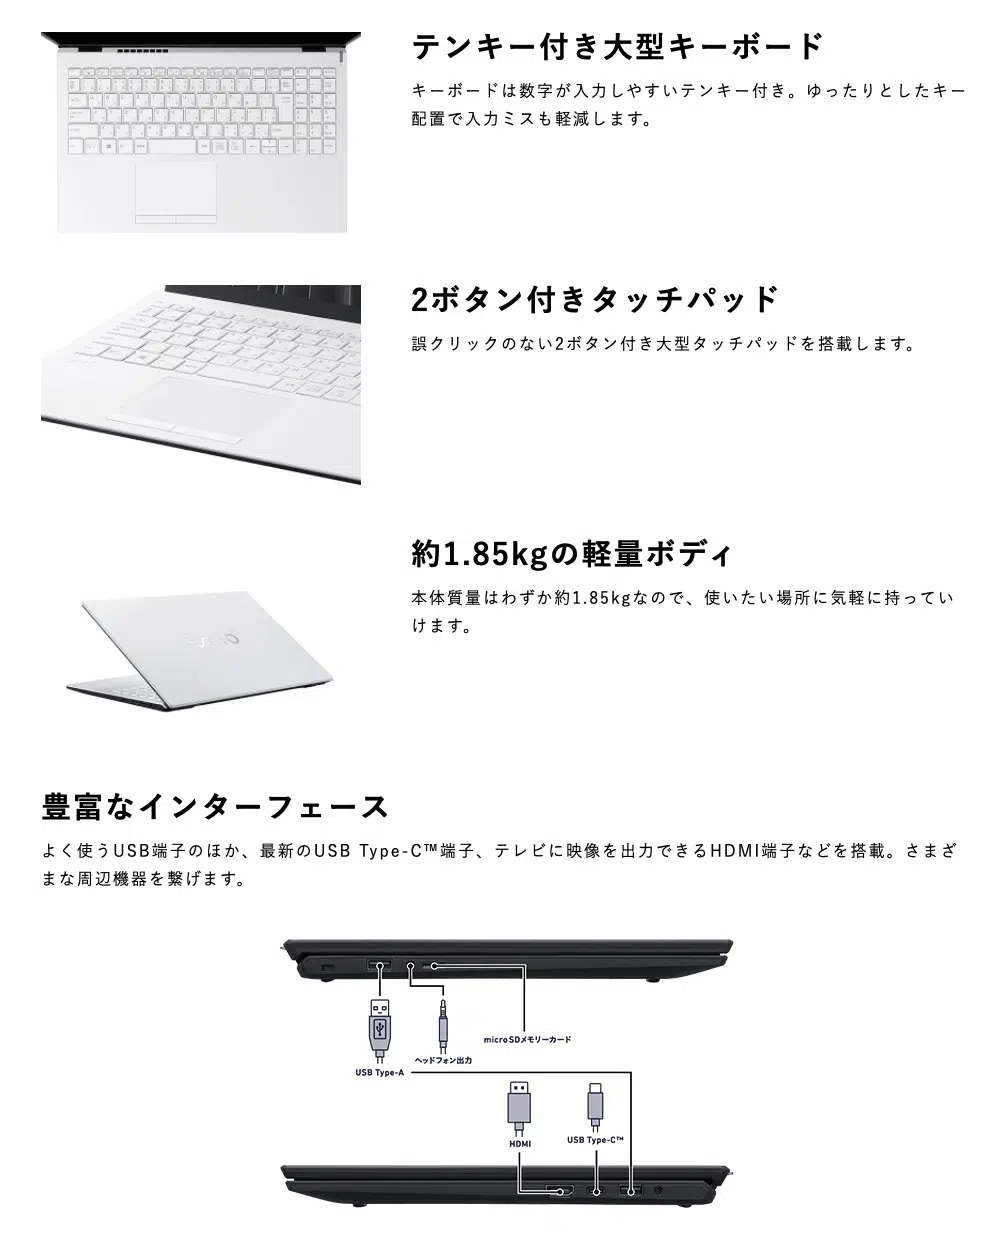 テンキー付き大型キーボード
キーボードは数字が入力しやすいテンキー付き。ゆったりとしたキー
配置で入力ミスも軽減します。
2ボタン付きタッチパッド
誤クリックのない2ボタン付き大型タッチパッドを搭載します。
約1.85kgの軽量ボディ
本体質量はわずか約1.85kgなので、使いたい場所に気軽に持ってい
けます。
VAIO
豊富なインターフェース
よく使うUSB端子のほか、最新のUSB Type-C™端子、テレビに映像を出力できるHDMI端子などを搭載。さまざ
まな周辺機器を繋げます。
microSDメモリーカード
ヘッドフォン出力
USB Type-A
USB Type-C™
HDMI